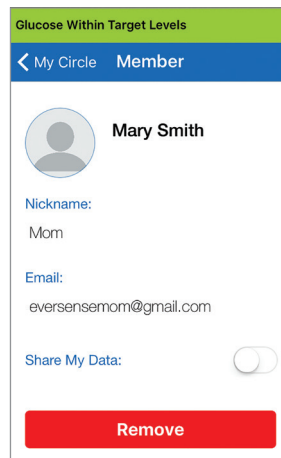 Glucose Within Target Levels
My Circle Member
Mary Smith
Nickname:
Mom
Email:
eversensemom@gmail.com
Share My Data:
Remove